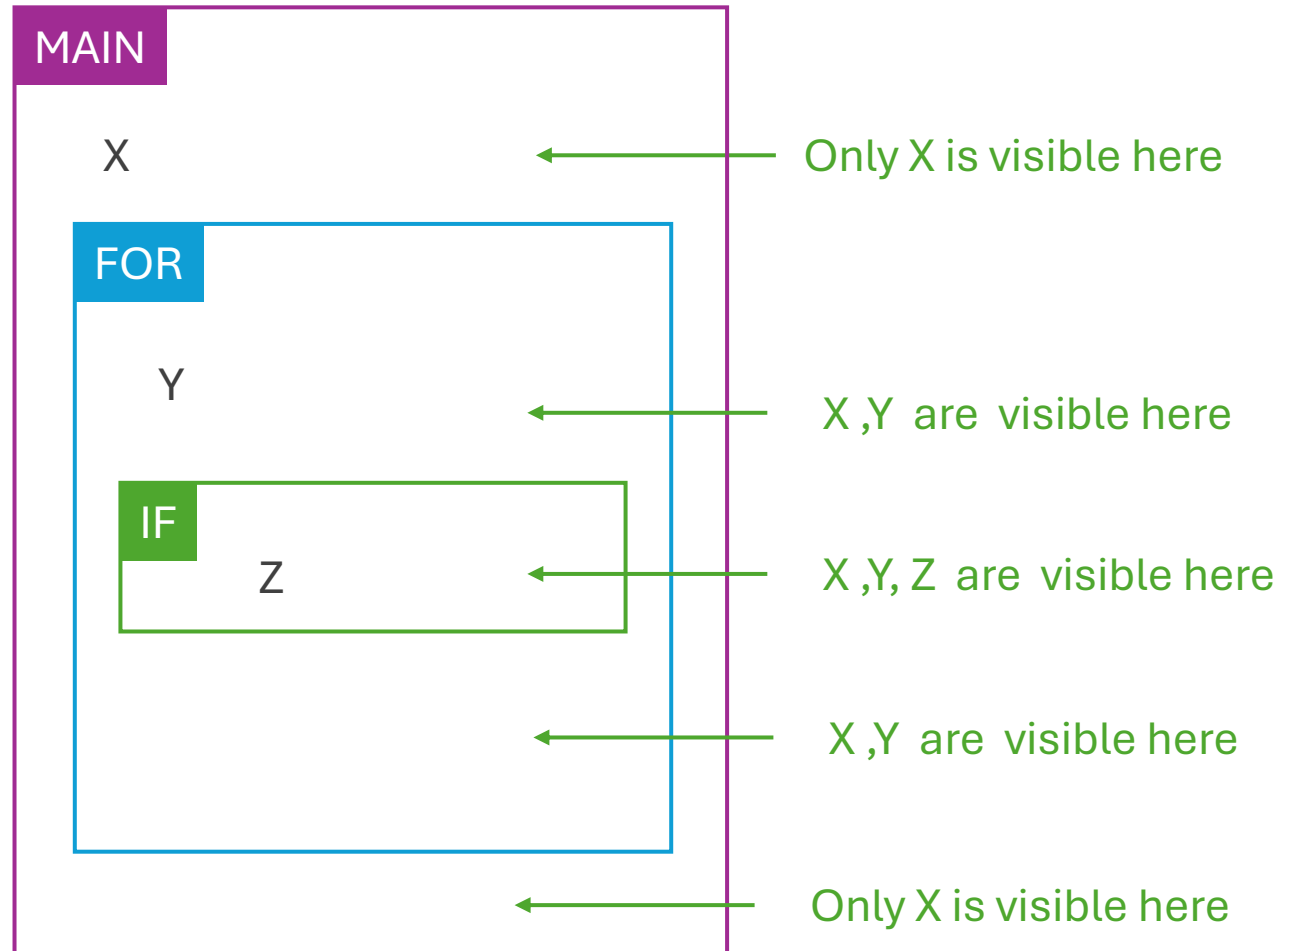 MAIN
X
Only X is visible here
FOR
Y
X ,Y  are  visible here
IF
Z
X ,Y, Z  are  visible here
X ,Y  are  visible here
Only X is visible here